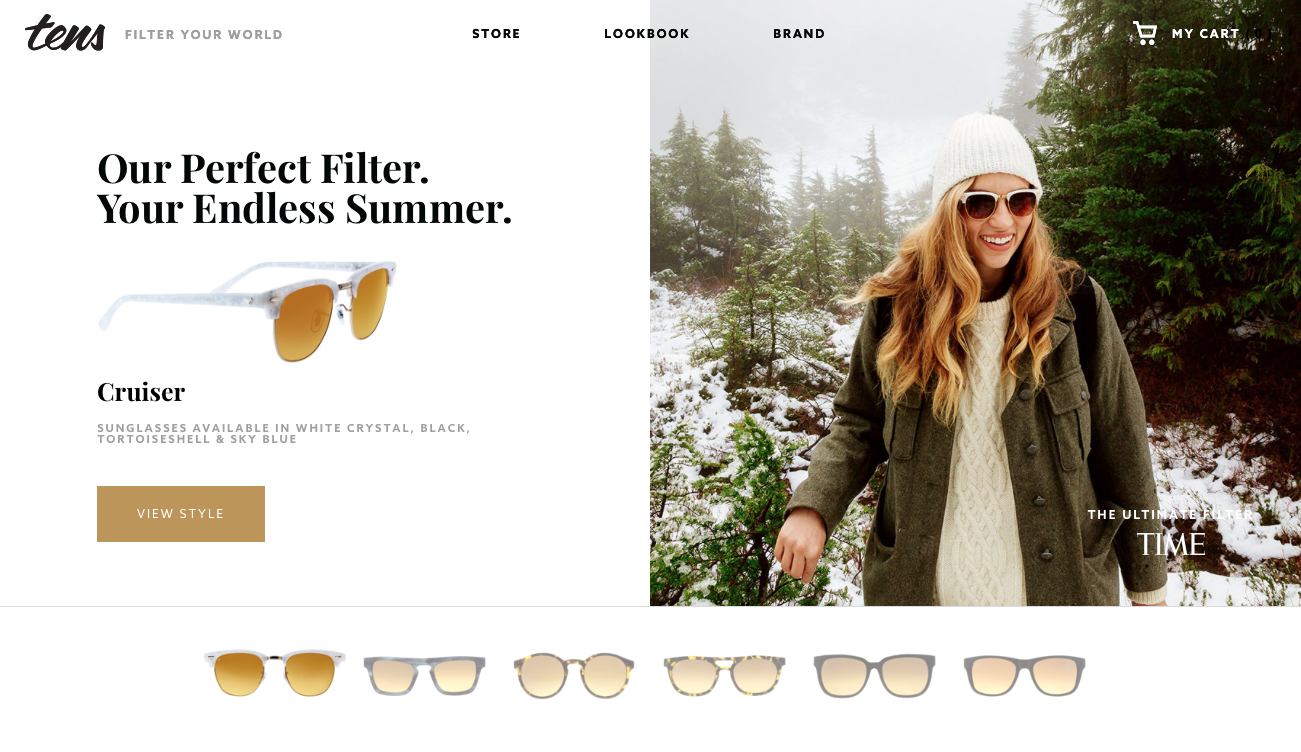 tens
FILTER YOUR WORLD
STORE
LOOKBOOK
BRAND
MY CART
Our Perfect Filter.
Your Endless Summer.
Cruiser
SUNGLASSES AVAILABLE IN WHITE CRYSTAL, BLACK,
TORTOISESHELL & SKY BLUE
VIEW STYLE
THE ULTIMATE FILTER
TIME